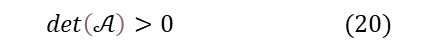 𝑑𝑒𝑡(𝒜) > 0 (20)